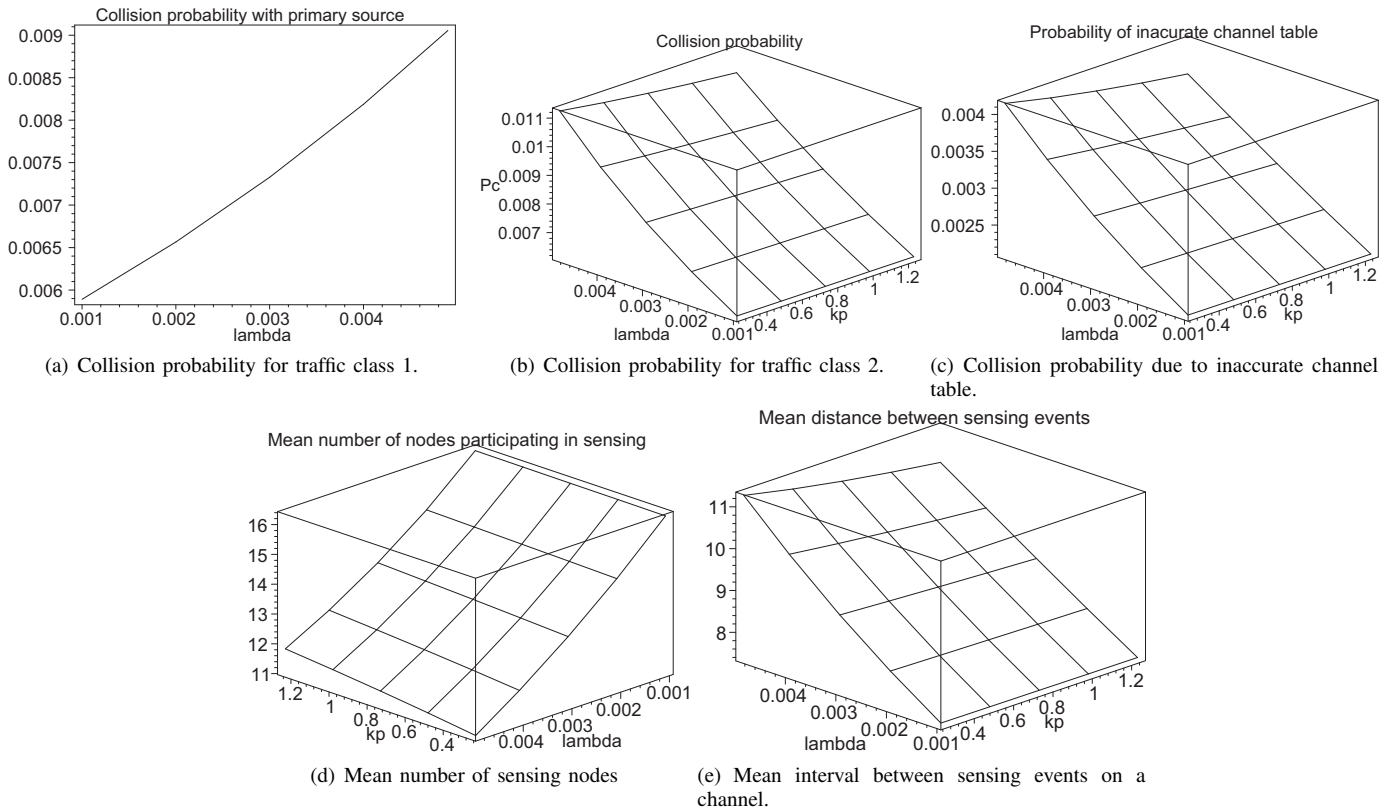 Collision probability with primary source
0.009
0.0085
0.008
0.0075
0.007
0.0065
0.006
0.001 0.002 0.003 0.004
lambda
(a) Collision probability for traffic class 1.
Collision probability
0.011
0.01
0.009
Pc
0.008
0.007
0.004
0.003
0.002
0.001
lambda
0.4
0.6
0.8
1
1.2
kp
(b) Collision probability for traffic class 2.
Probability of inacurate channel table
0.004
0.0035
0.003
0.0025
0.004
0.003
0.002
0.001
lambda
0.4
0.6
0.8
1
1.2
kp
(c) Collision probability due to inaccurate channel
table.
Mean number of nodes participating in sensing
16
15
14
13
12
11
1.2
1
0.8
0.6
0.4
kp
0.004
0.003
0.002
0.001
lambda
(d) Mean number of sensing nodes
Mean distance between sensing events
11
10
9
8
0.004
0.003
0.002
0.001
lambda
0.4
0.6
0.8
1
1.2
kp
(e) Mean interval between sensing events on a
channel.